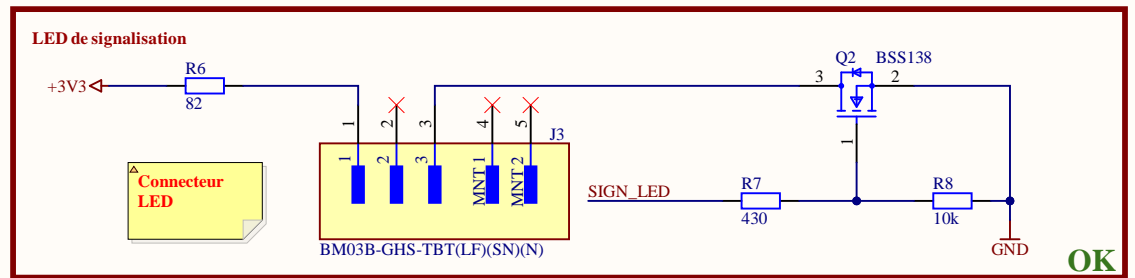 LED de signalisation
+3V3
R6
82
Q2
BSS138
3
2
1
1
2
3
4
5
J3
1
2
3
MNT 1
MNT 2
Connecteur
LED
BM03B-GHS-TBT(LF)(SN)(N)
SIGN_LED
R7
430
R8
10k
GND
OK